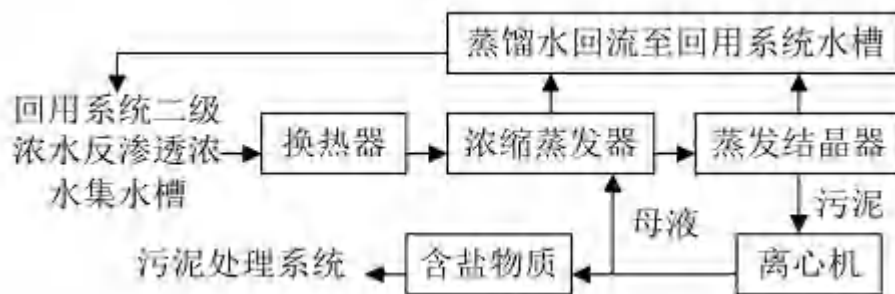 蒸馏水回流至回用系统水槽
回用系统二级
浓水反渗透浓
水集水槽
换热器
浓缩蒸发器
蒸发结晶器
母液
污泥
污泥处理系统
含盐物质
离心机